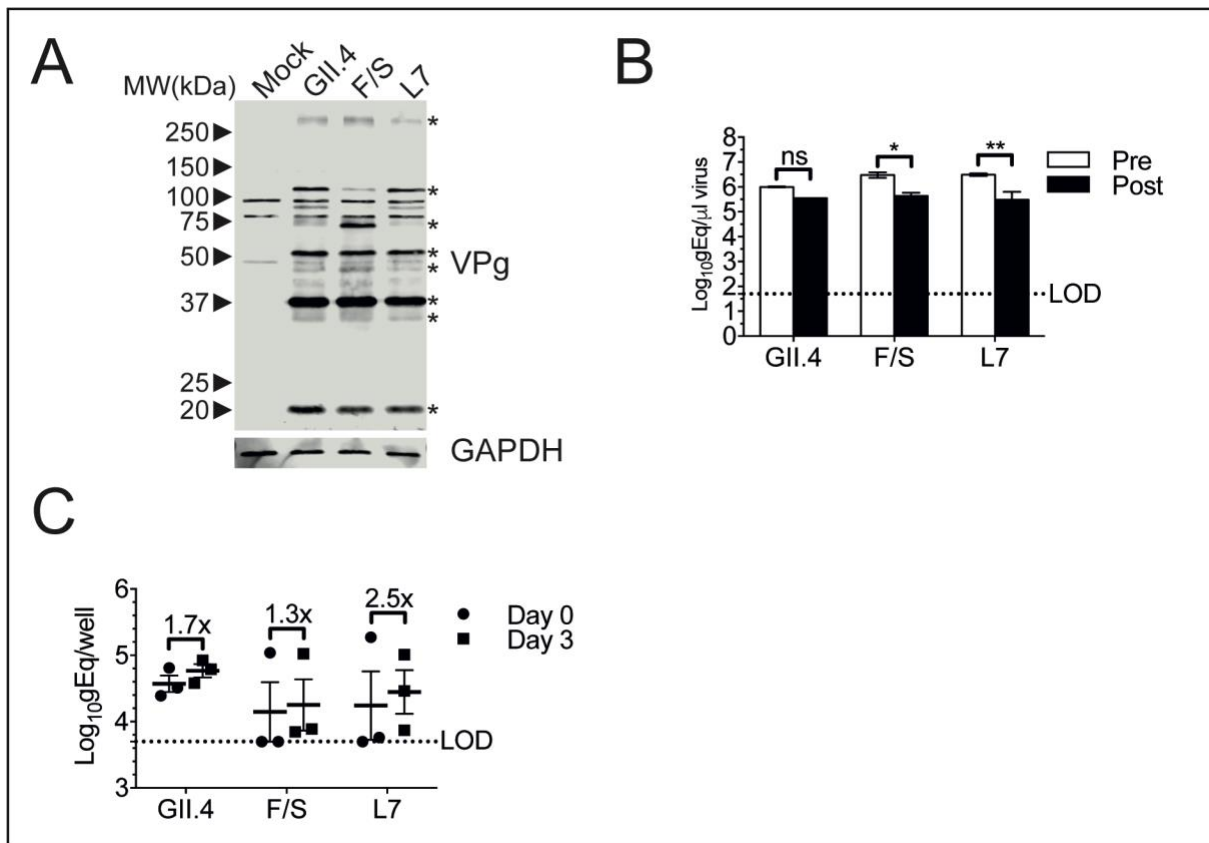 A
MW(kDa)
Mock
GII.4
F/S
L7
250
*
150
100
*
75
*
50
*
VPg
*
37
*
*
25
20
*
GAPDH
B
8
7
6
5
4
3
2
1
0
Log₁₀gEq/μl virus
ns
*
**
Pre
Post
LOD
GII.4
F/S
L7
C
6
5
4
3
Log₁₀gEq/well
1.7x
1.3x
2.5x
Day 0
Day 3
LOD
GII.4
F/S
L7